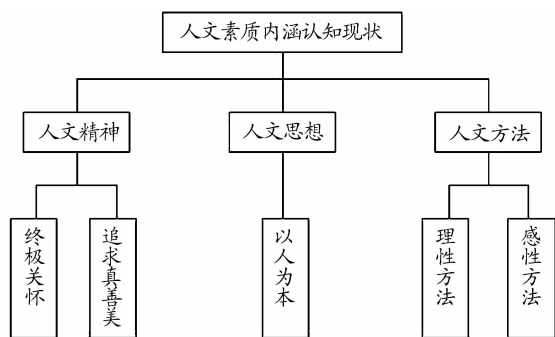 人文素质内涵认知现状
人文精神
人文思想
人文方法
终极关怀
追求真善美
以人为本
理性方法
感性方法